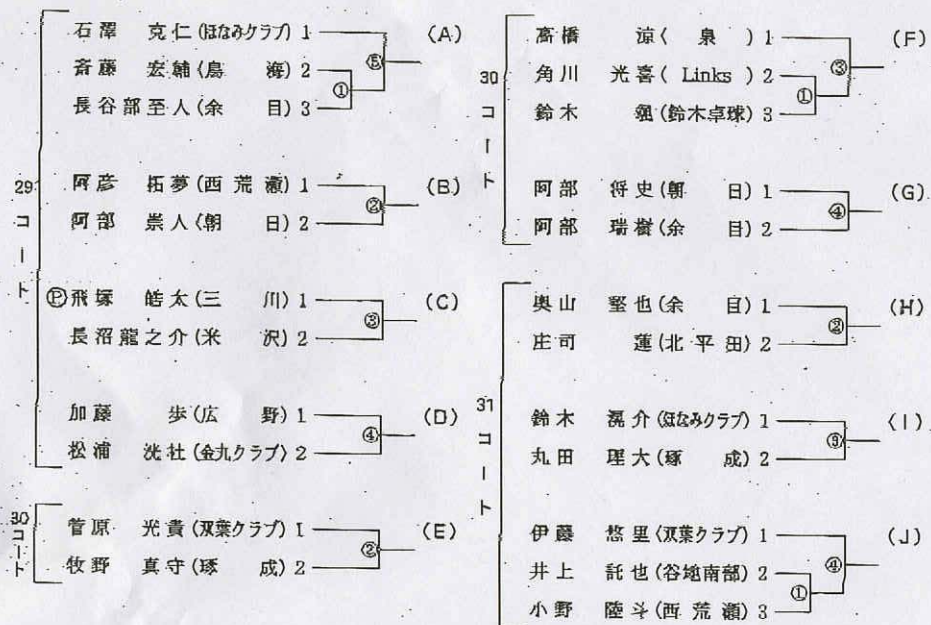 29コート
石澤 克仁(ほなみクラブ) 1 ⑤ (A)
斎藤 宏輔(鳥海) 2 ①
長谷部至人(余目) 3
阿彦 拓夢(西荒瀬) 1 ② (B)
阿部 崇人(朝日) 2
Ⓟ飛塚 皓太(三川) 1 ③ (C)
長沼龍之介(米沢) 2
加藤 歩(広野) 1 ④ (D)
松浦 洸社(金丸クラブ) 2
30コート
菅原 光貴(双葉クラブ) 1 ② (E)
牧野 真守(琢成) 2
30コート
高橋 涼(泉) 1 ③ (F)
角川 光喜(Links) 2 ①
鈴木 颯(鈴木卓球) 3
阿部 将史(朝日) 1 ④ (G)
阿部 瑞樹(余目) 2
31コート
奥山 堅也(余目) 1 ② (H)
庄司 蓮(北平田) 2
鈴木 滉介(ほなみクラブ) 1 ③ (I)
丸田 理大(琢成) 2
伊藤 悠里(双葉クラブ) 1 ④ (J)
井上 託也(谷地南部) 2 ①
小野 陸斗(西荒瀬) 3